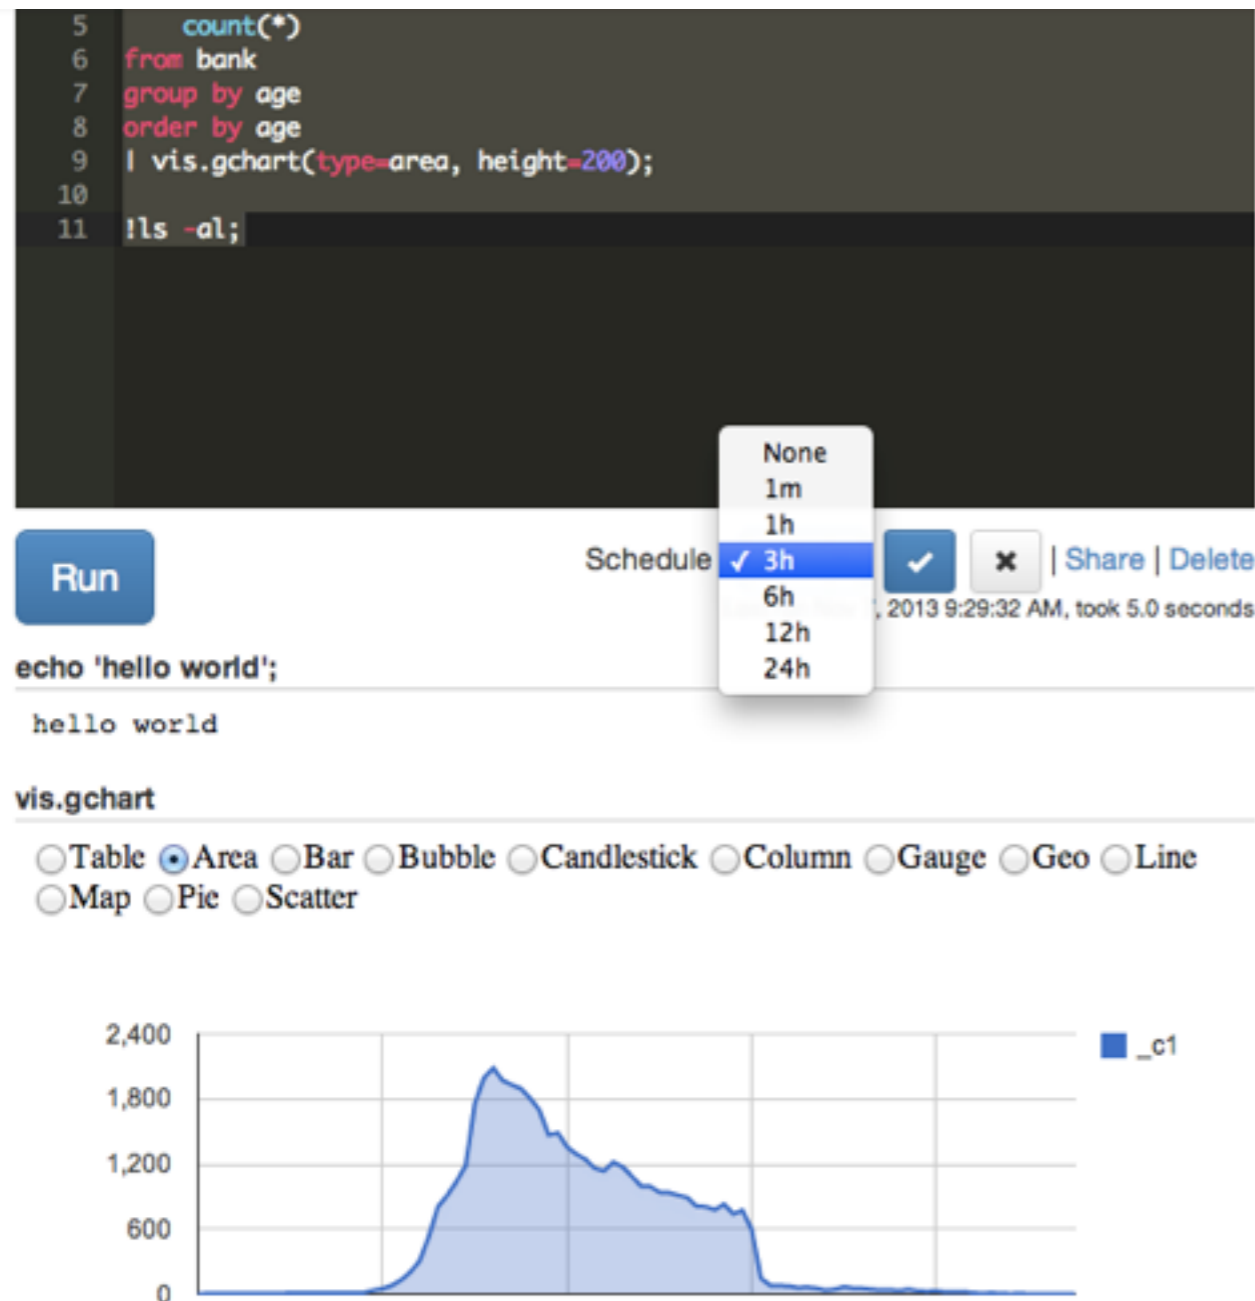 5 count(*)
6 from bank
7 group by age
8 order by age
9 | vis.gchart(type=area, height=200);
10
11 !ls -al;
None
1m
1h
Run
Schedule ✓ 3h ✓ ✖ | Share | Delete
6h
, 2013 9:29:32 AM, took 5.0 seconds
12h
24h
echo 'hello world';
hello world
vis.gchart
Table Area Bar Bubble Candlestick Column Gauge Geo Line
Map Pie Scatter
2,400
_c1
1,800
1,200
600
0